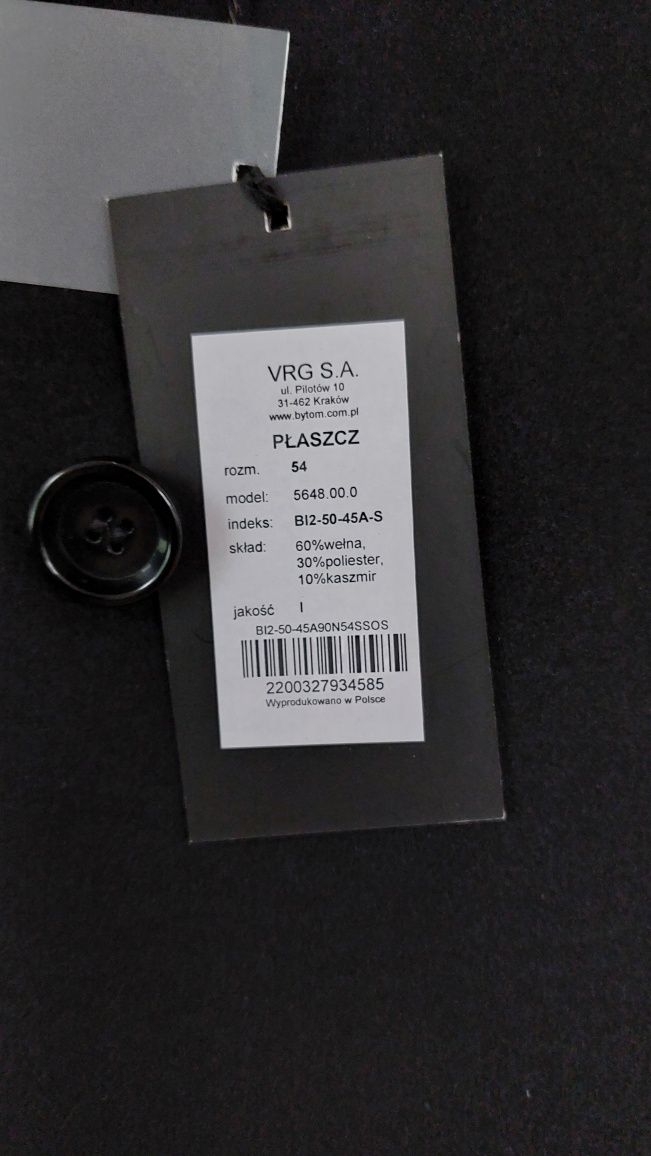 VRG S.A.
ul. Pilotów 10
31-462 Kraków
www.bytom.com.pl
PŁASZCZ
rozm. 54
model: 5648.00.0
indeks: BI2-50-45A-S
skład: 60%wełna,
30%poliester,
10%kaszmir
jakość I
BI2-50-45A90N54SSOS
2200327934585
Wyprodukowano w Polsce